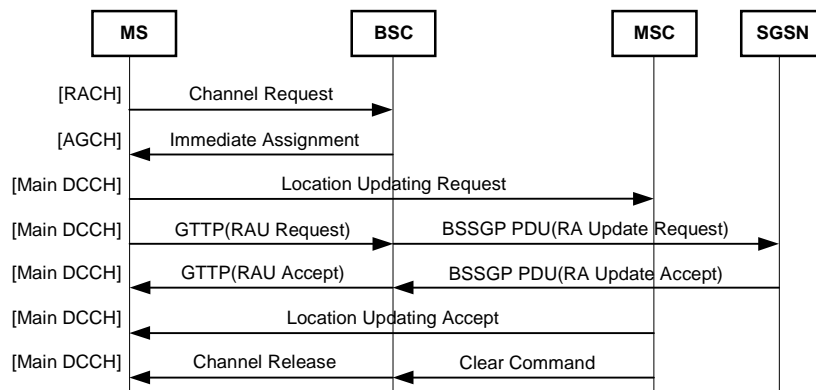 MS BSC MSC SGSN
[RACH] Channel Request
[AGCH] Immediate Assignment
[Main DCCH] Location Updating Request
[Main DCCH] GTTP(RAU Request) BSSGP PDU(RA Update Request)
[Main DCCH] GTTP(RAU Accept) BSSGP PDU(RA Update Accept)
[Main DCCH] Location Updating Accept
[Main DCCH] Channel Release Clear Command